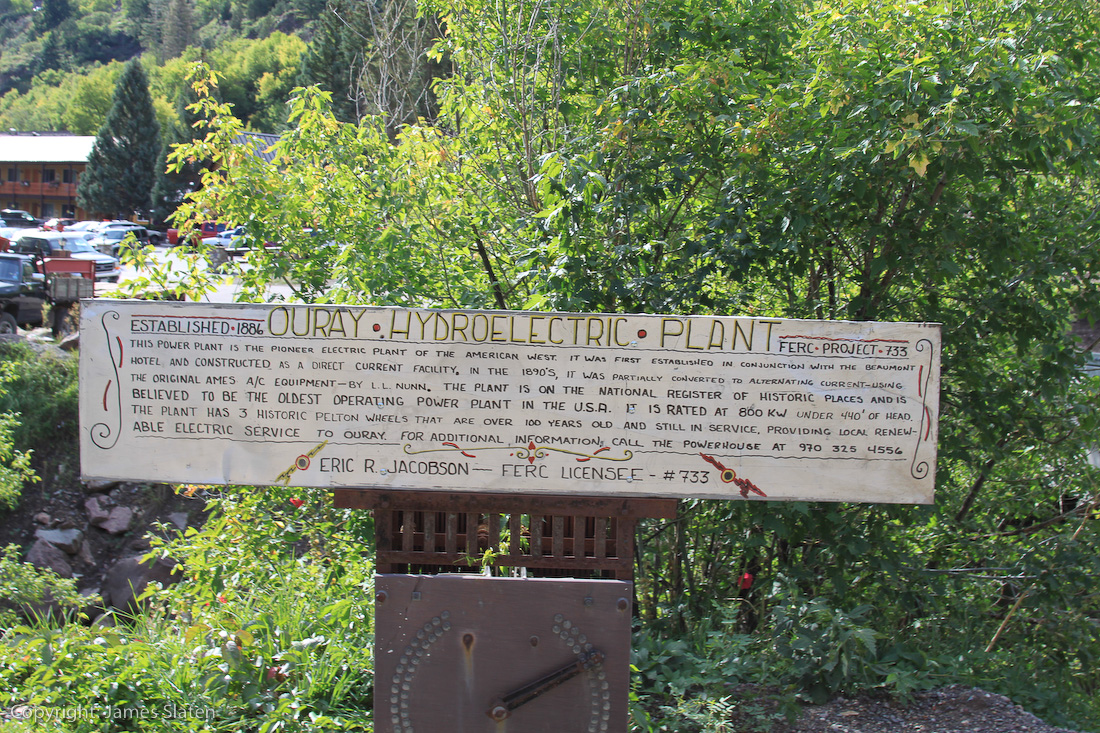 ESTABLISHED • 1886 OURAY • HYDROELECTRIC • PLANT FERC • PROJECT • 733
THIS POWER PLANT IS THE PIONEER ELECTRIC PLANT OF THE AMERICAN WEST. IT WAS FIRST ESTABLISHED IN CONJUNCTION WITH THE BEAUMONT
HOTEL AND CONSTRUCTED AS A DIRECT CURRENT FACILITY. IN THE 1890'S, IT WAS PARTIALLY CONVERTED TO ALTERNATING CURRENT-USING
THE ORIGINAL AMES A/C EQUIPMENT—BY L.L. NUNN. THE PLANT IS ON THE NATIONAL REGISTER OF HISTORIC PLACES AND IS
BELIEVED TO BE THE OLDEST OPERATING POWER PLANT IN THE U.S.A. IT IS RATED AT 800 KW UNDER 440' OF HEAD.
THE PLANT HAS 3 HISTORIC PELTON WHEELS THAT ARE OVER 100 YEARS OLD AND STILL IN SERVICE, PROVIDING LOCAL RENEW-
ABLE ELECTRIC SERVICE TO OURAY. FOR ADDITIONAL INFORMATION, CALL THE POWERHOUSE AT 970 325 4556
ERIC R. JACOBSON — FERC LICENSEE - #733
Copyright: James Slaten